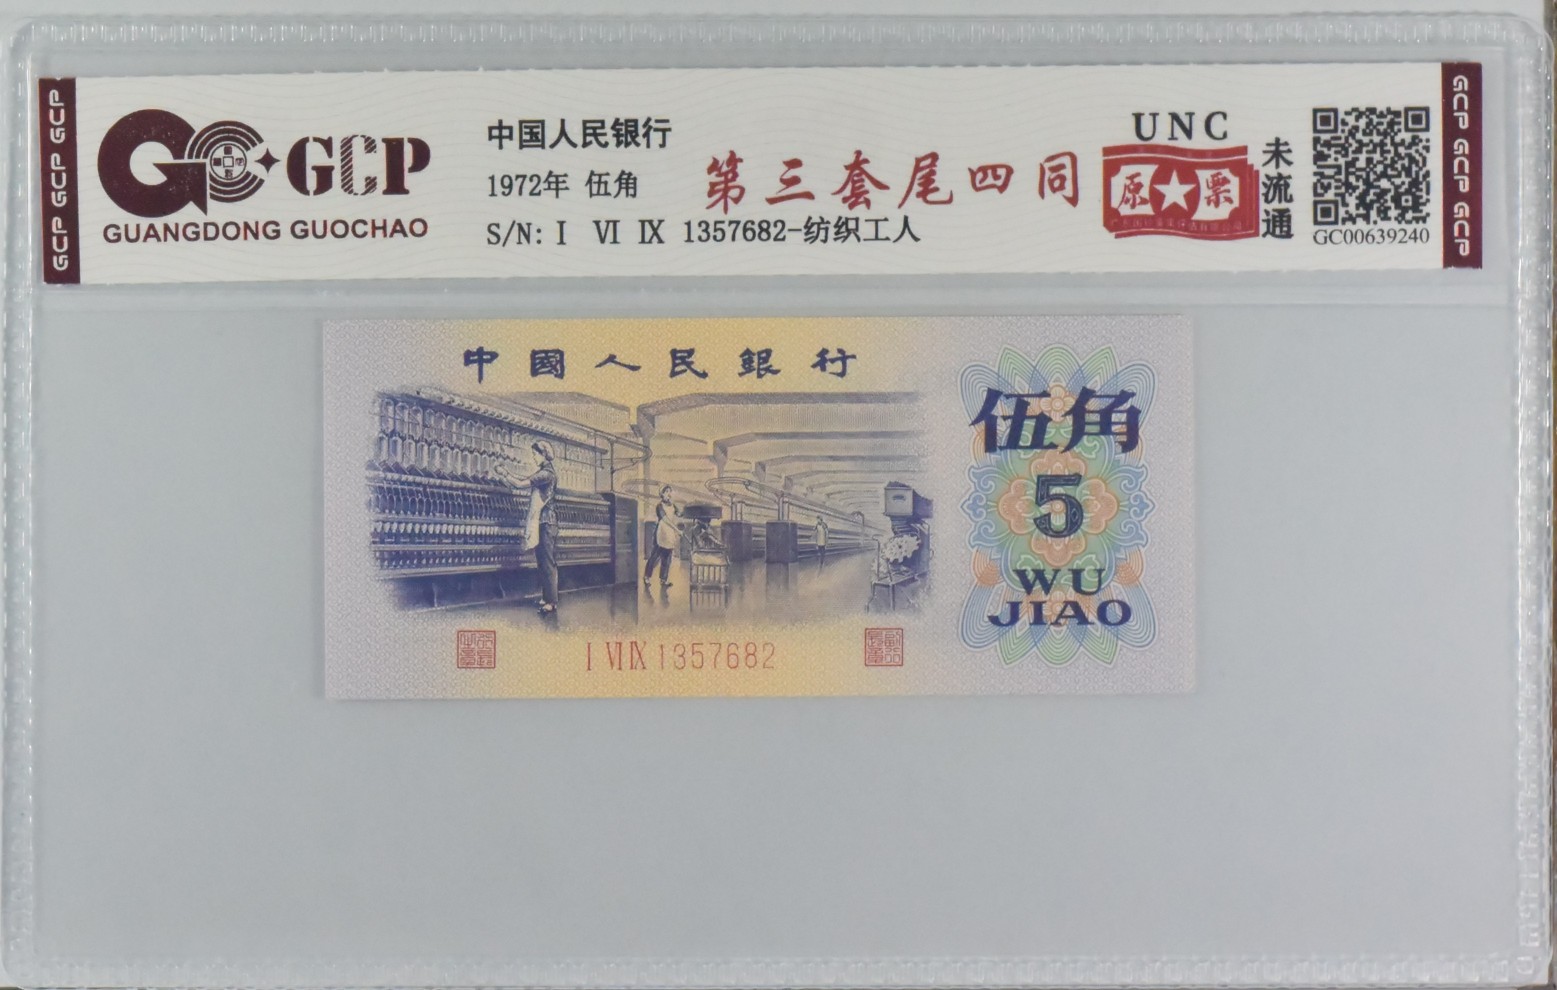 GCP GCP GCP
GCP
GUANGDONG GUOCHAO
中国人民银行
1972年 伍角
S/N: I VI IX 1357682-纺织工人
第三套尾四同
UNC
原票
未流通
GC00639240
GCP GCP GCP
中國人民銀行
伍角
5
WU
JIAO
I VI IX 1357682